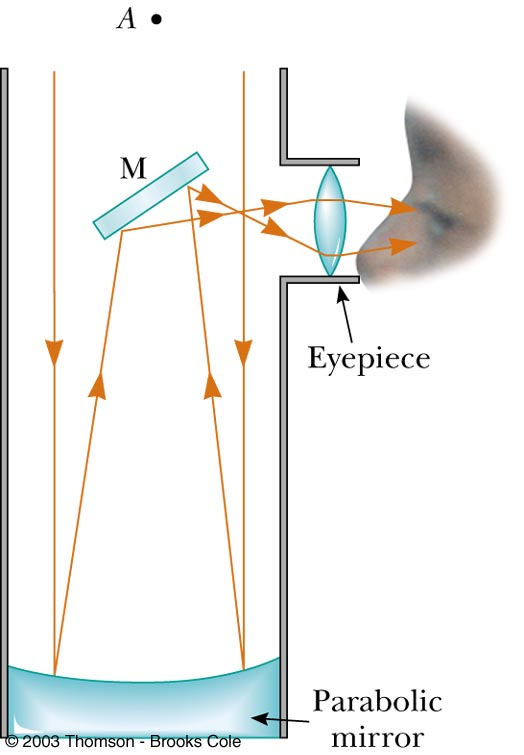 A
M
Eyepiece
Parabolic
mirror
© 2003 Thomson - Brooks Cole